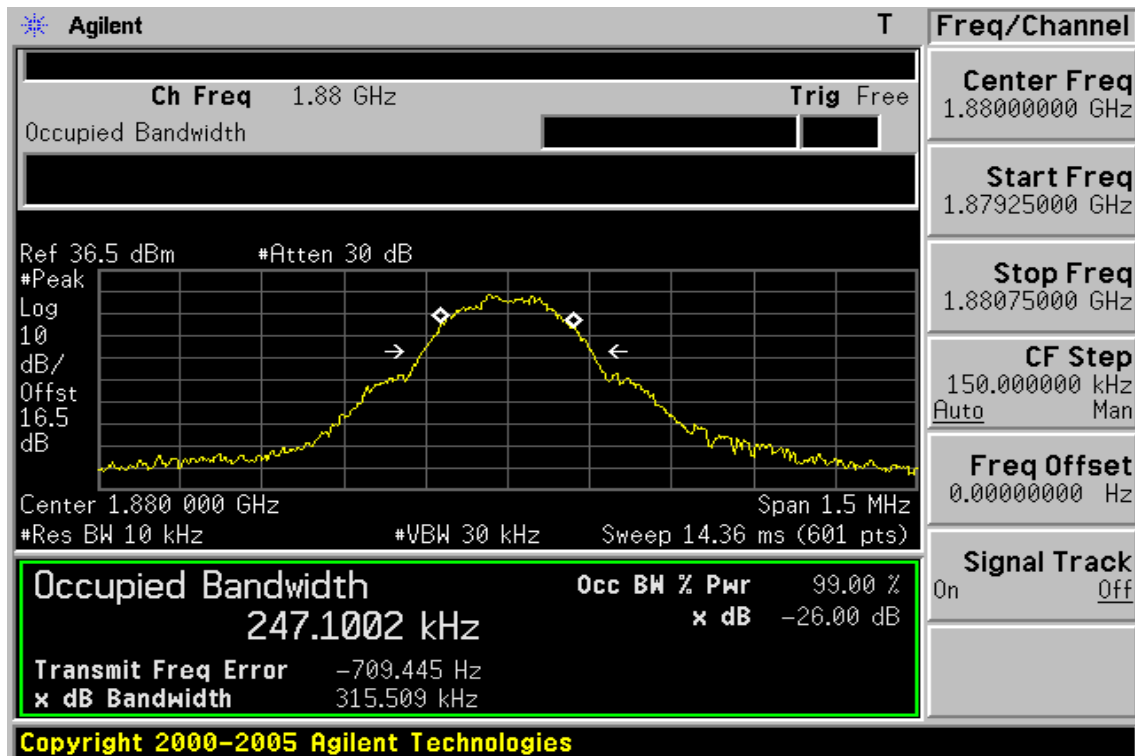 Agilent T Freq/Channel
Ch Freq 1.88 GHz Trig Free
Occupied Bandwidth
Center Freq
1.88000000 GHz
Start Freq
1.87925000 GHz
Stop Freq
1.88075000 GHz
CF Step
150.000000 kHz
Auto Man
Freq Offset
0.00000000 Hz
Signal Track
On Off
Ref 36.5 dBm #Atten 30 dB
#Peak
Log
10
dB/
Offst
16.5
dB
Center 1.880 000 GHz Span 1.5 MHz
#Res BW 10 kHz #VBW 30 kHz Sweep 14.36 ms (601 pts)
Occupied Bandwidth
247.1002 kHz
Occ BW % Pwr 99.00 %
x dB -26.00 dB
Transmit Freq Error -709.445 Hz
x dB Bandwidth 315.509 kHz
Copyright 2000-2005 Agilent Technologies